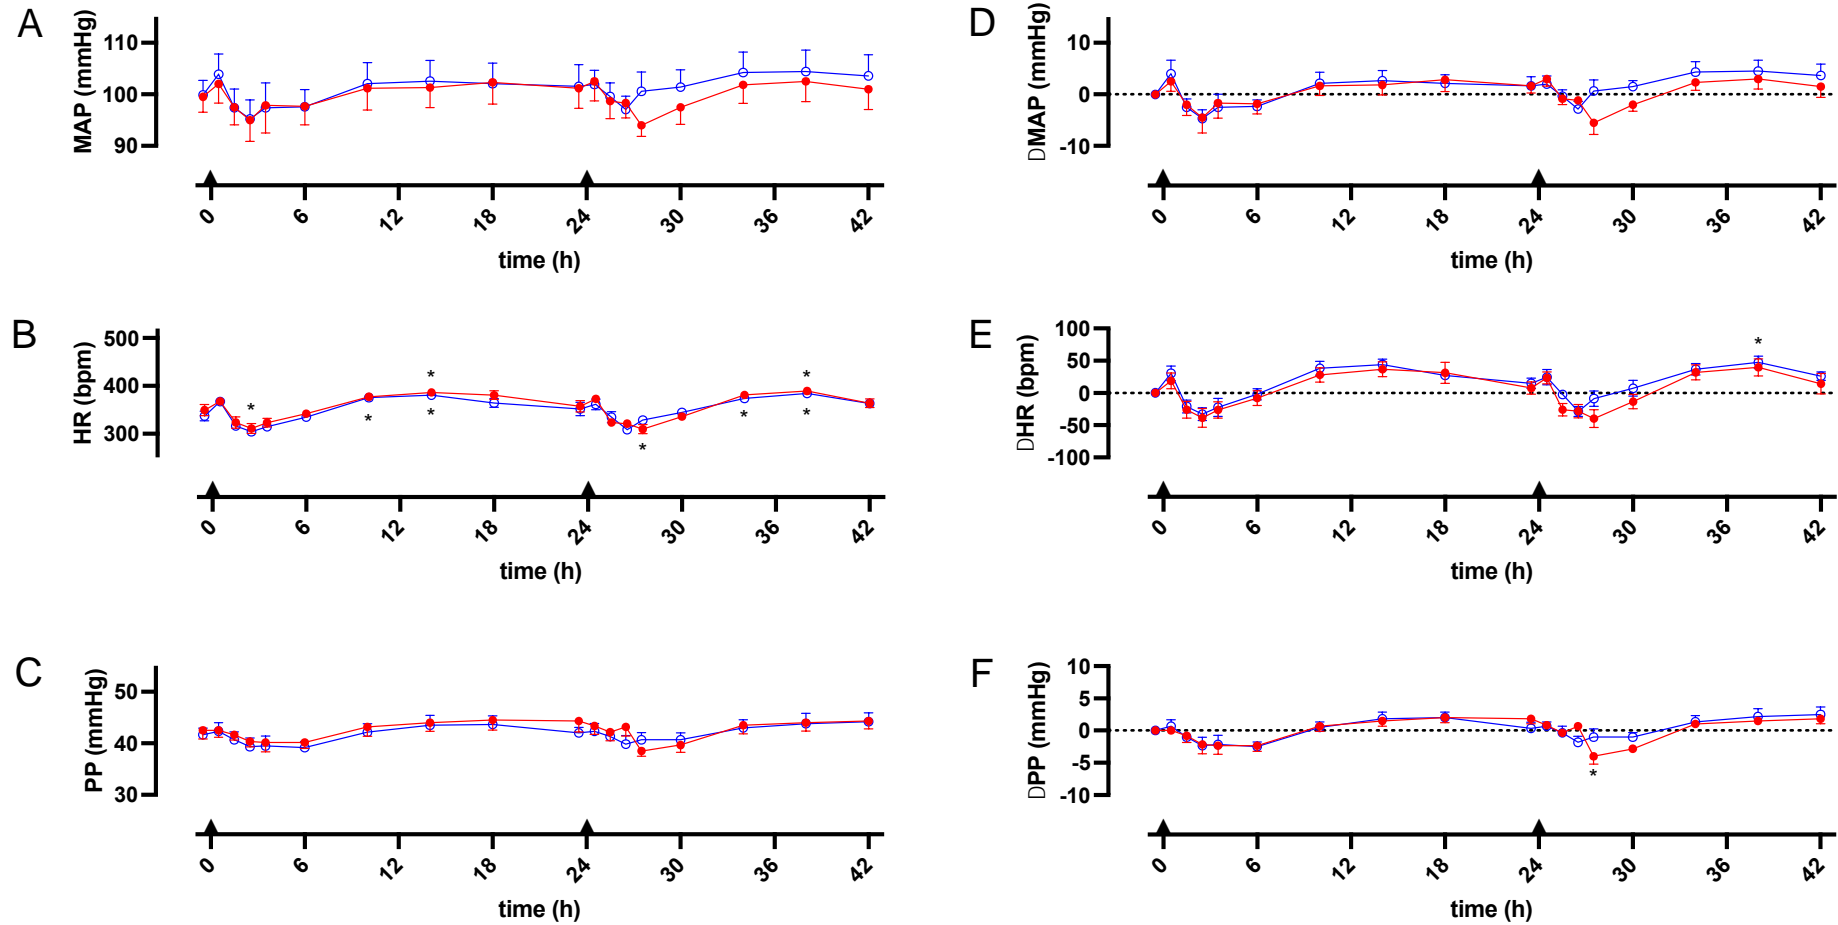 A
MAP (mmHg)
110
100
90
0 6 12 18 24 30 36 42
time (h)
D
DMAP (mmHg)
10
0
-10
0 6 12 18 24 30 36 42
time (h)
B
HR (bpm)
500
400
300
* * * * * * * *
0 6 12 18 24 30 36 42
time (h)
E
DHR (bpm)
100
50
0
-50
-100
*
0 6 12 18 24 30 36 42
time (h)
C
PP (mmHg)
50
40
30
0 6 12 18 24 30 36 42
time (h)
F
DPP (mmHg)
10
5
0
-5
-10
*
0 6 12 18 24 30 36 42
time (h)